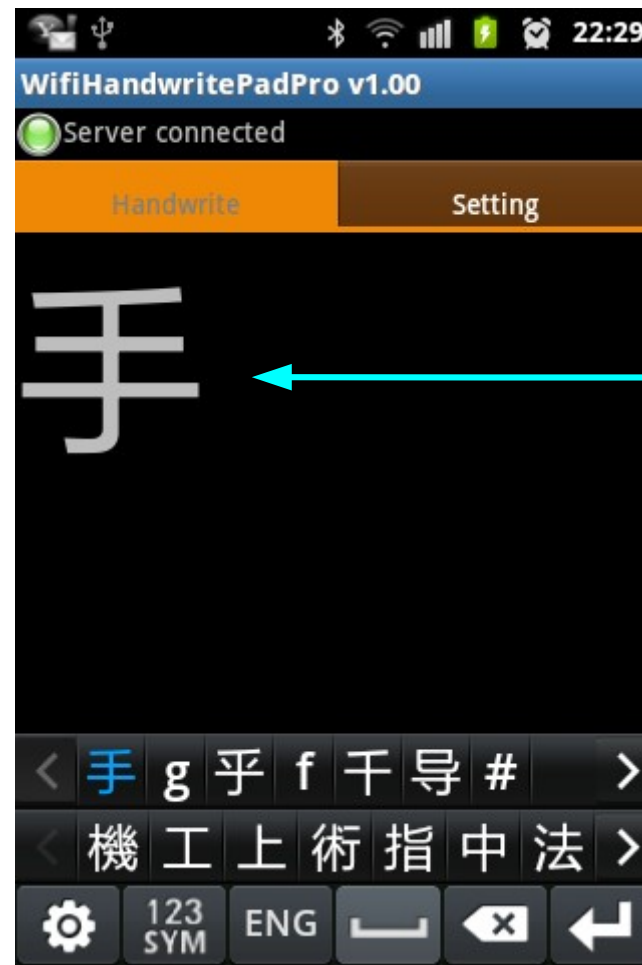 22:29
WifiHandwritePadPro v1.00
Server connected
Handwrite Setting
手
手 g 乎 f 千 导 #
機 工 上 術 指 中 法
123 SYM ENG